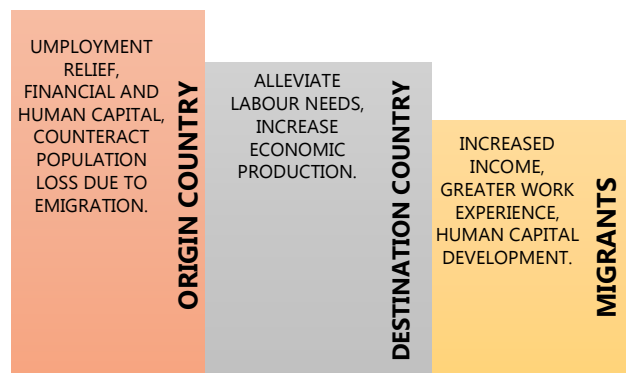 UMPLOYMENT
RELIEF,
FINANCIAL AND
HUMAN CAPITAL,
COUNTERACT
POPULATION
LOSS DUE TO
EMIGRATION.
ORIGIN COUNTRY
ALLEVIATE
LABOUR NEEDS,
INCREASE
ECONOMIC
PRODUCTION.
DESTINATION COUNTRY
INCREASED
INCOME,
GREATER WORK
EXPERIENCE,
HUMAN CAPITAL
DEVELOPMENT.
MIGRANTS